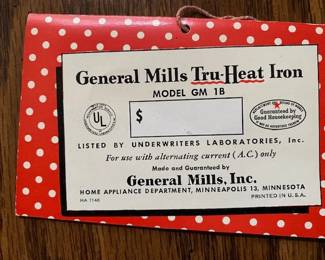 General Mills Tru-Heat Iron
MODEL GM 1B
$
UL
Guaranteed by
Good Housekeeping
LISTED BY UNDERWRITERS LABORATORIES, Inc.
For use with alternating current (A.C.) only
Made and Guaranteed by
General Mills, Inc.
HOME APPLIANCE DEPARTMENT, MINNEAPOLIS 13, MINNESOTA
HA 1140
PRINTED IN U.S.A.